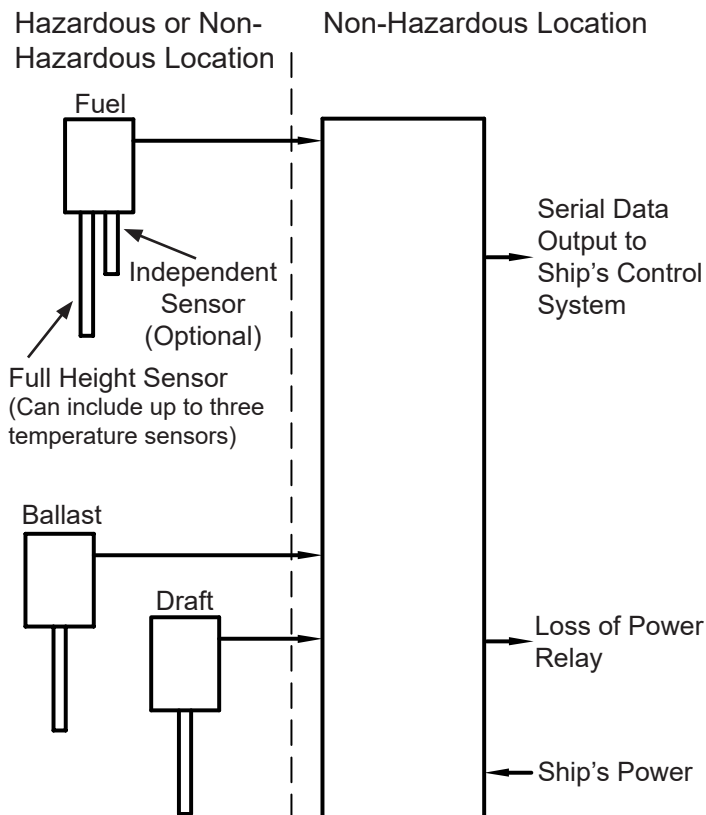 Hazardous or Non-
Hazardous Location
Non-Hazardous Location
Fuel
Independent
Sensor
(Optional)
Full Height Sensor
(Can include up to three
temperature sensors)
Serial Data
Output to
Ship's Control
System
Ballast
Draft
Loss of Power
Relay
Ship's Power